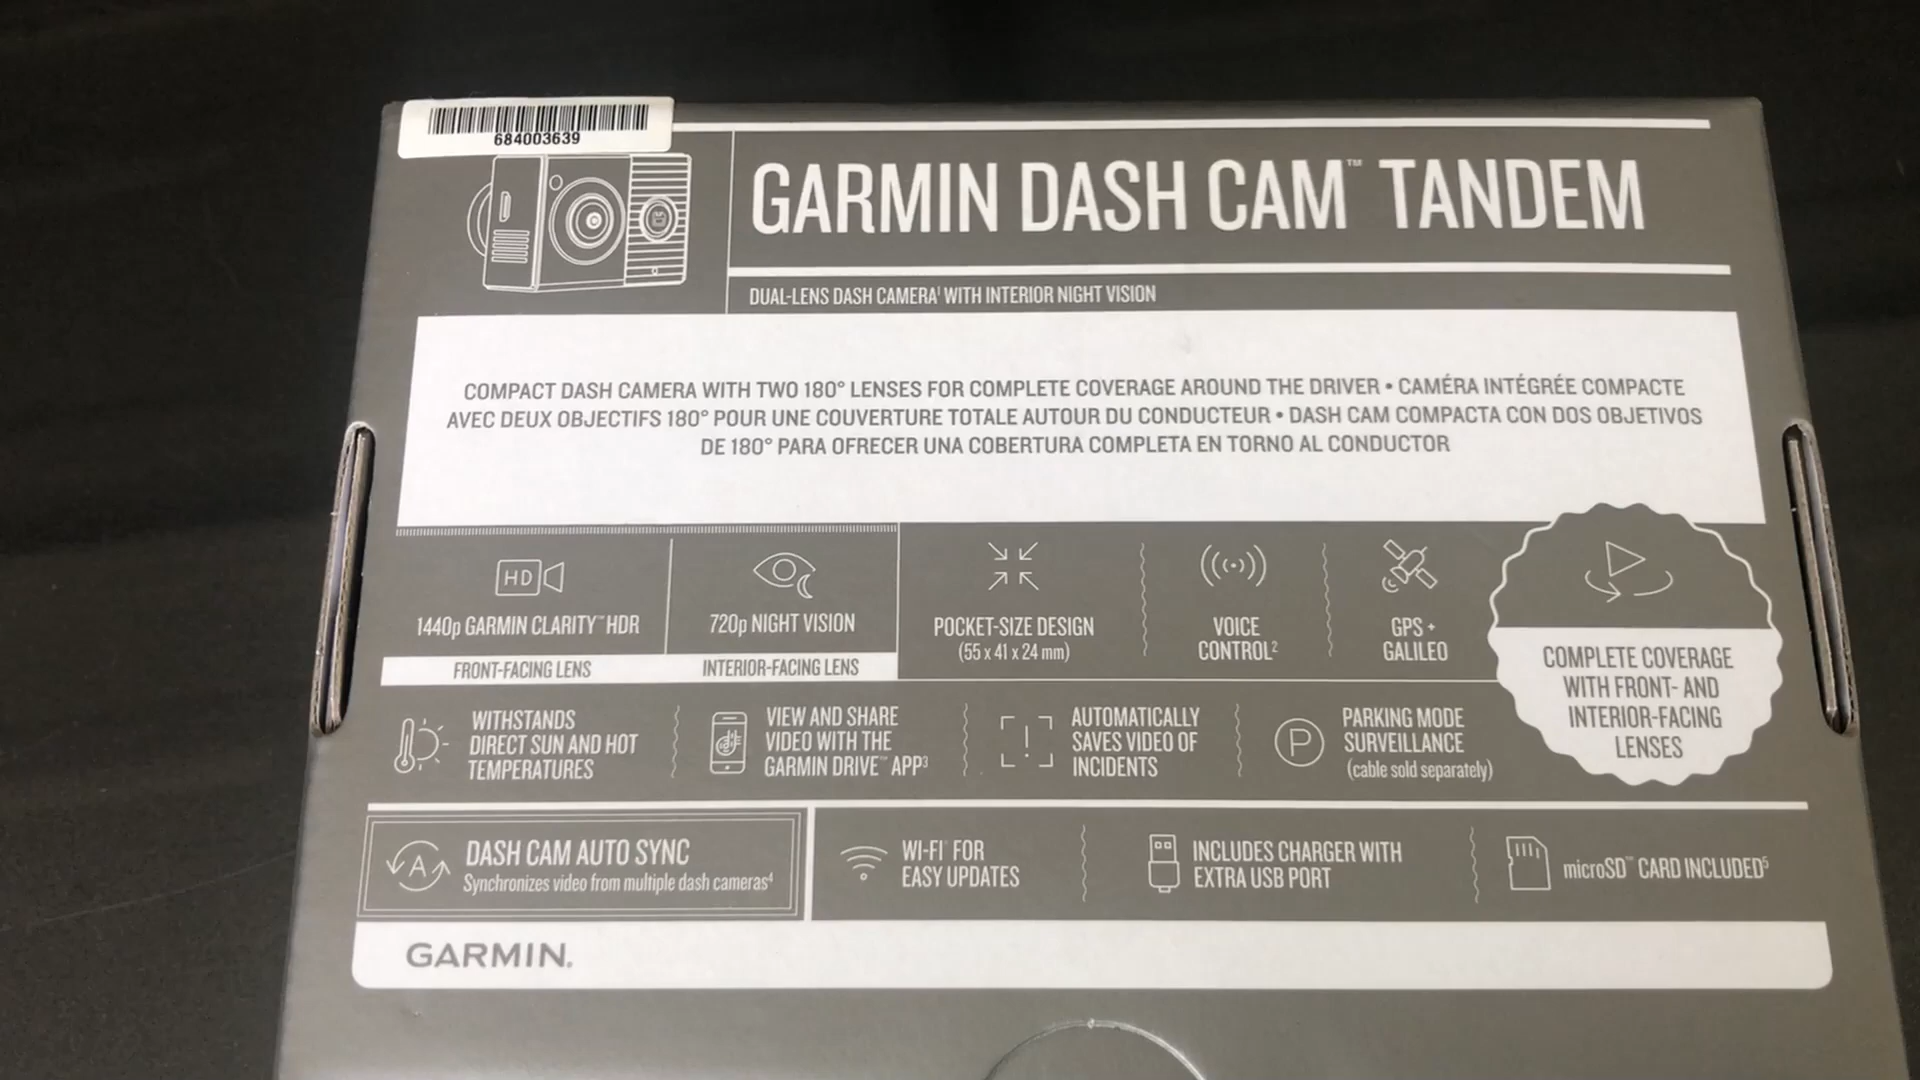 684003639
GARMIN DASH CAM™ TANDEM
DUAL-LENS DASH CAMERA¹ WITH INTERIOR NIGHT VISION
COMPACT DASH CAMERA WITH TWO 180° LENSES FOR COMPLETE COVERAGE AROUND THE DRIVER • CAMÉRA INTÉGRÉE COMPACTE
AVEC DEUX OBJECTIFS 180° POUR UNE COUVERTURE TOTALE AUTOUR DU CONDUCTEUR • DASH CAM COMPACTA CON DOS OBJETIVOS
DE 180° PARA OFRECER UNA COBERTURA COMPLETA EN TORNO AL CONDUCTOR
HD
1440p GARMIN CLARITY™ HDR
FRONT-FACING LENS
720p NIGHT VISION
INTERIOR-FACING LENS
POCKET-SIZE DESIGN
(55 x 41 x 24 mm)
VOICE
CONTROL²
GPS +
GALILEO
COMPLETE COVERAGE
WITH FRONT- AND
INTERIOR-FACING
LENSES
WITHSTANDS
DIRECT SUN AND HOT
TEMPERATURES
VIEW AND SHARE
VIDEO WITH THE
GARMIN DRIVE™ APP³
!
AUTOMATICALLY
SAVES VIDEO OF
INCIDENTS
P
PARKING MODE
SURVEILLANCE
(cable sold separately)
A
DASH CAM AUTO SYNC
Synchronizes video from multiple dash cameras⁴
WI-FI® FOR
EASY UPDATES
INCLUDES CHARGER WITH
EXTRA USB PORT
microSD™ CARD INCLUDED⁵
GARMIN.